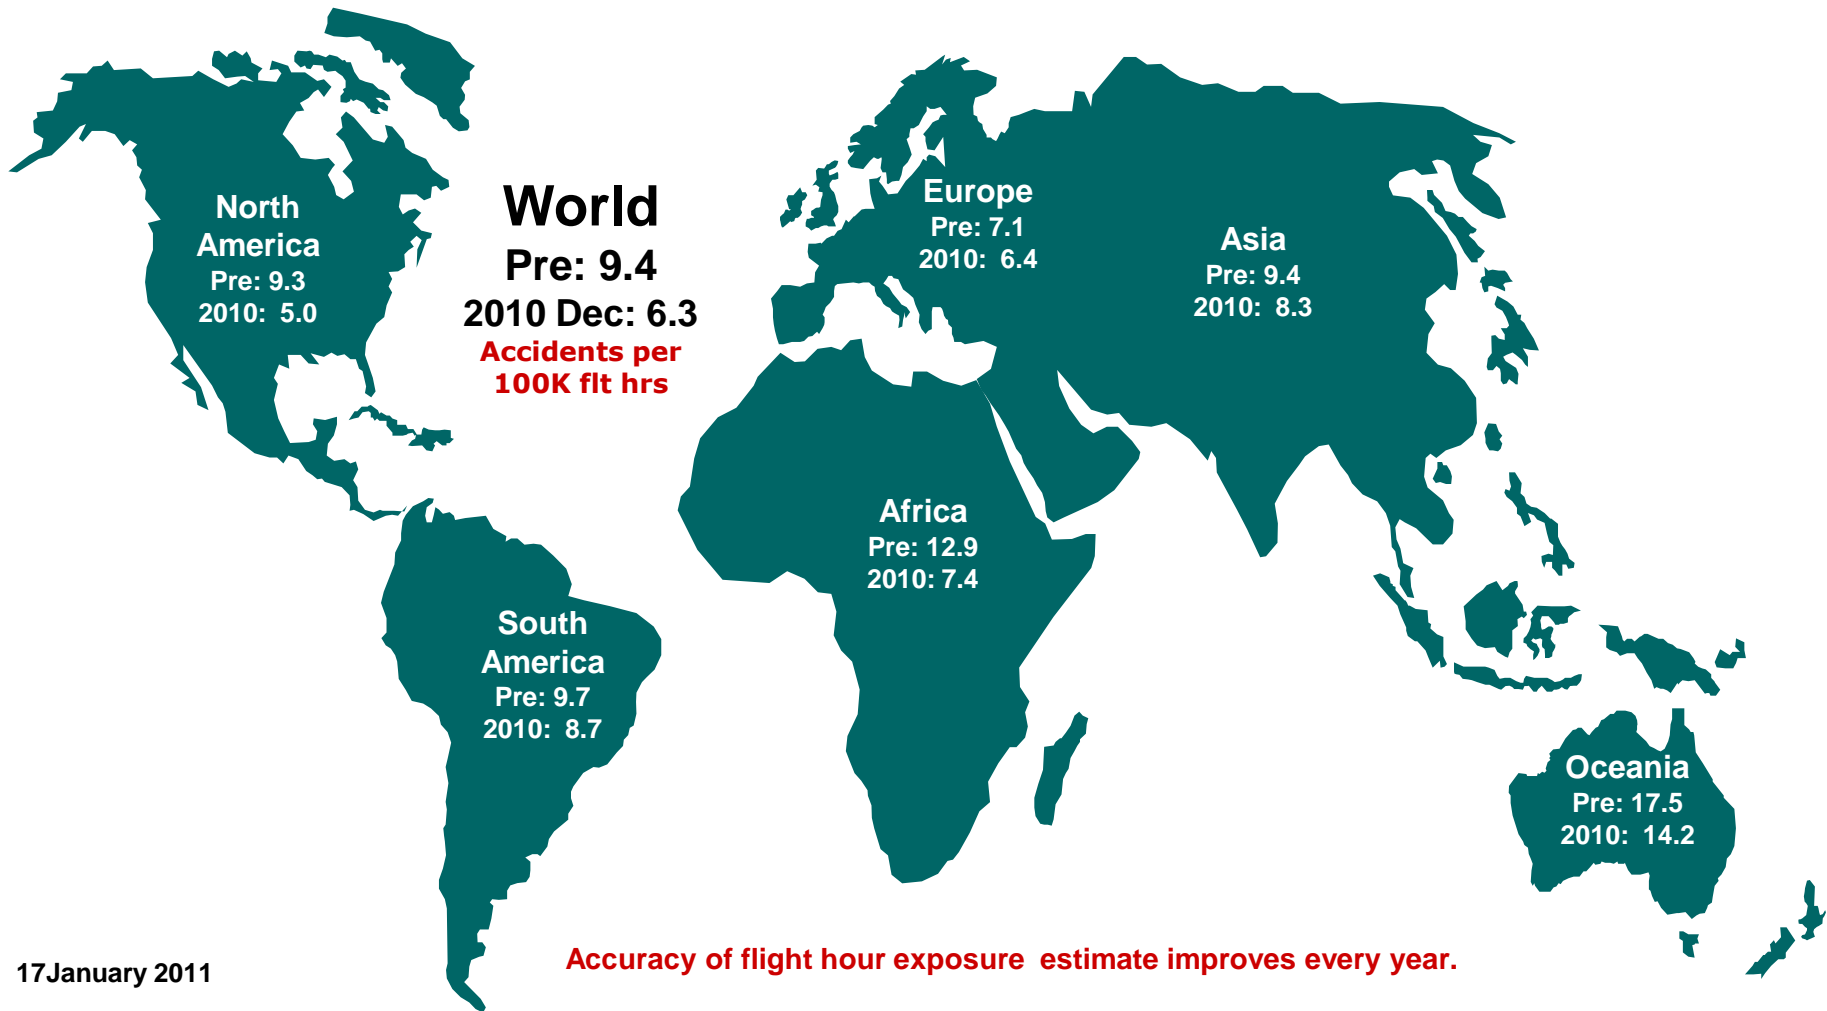 World
Pre: 9.4
2010 Dec: 6.3
Accidents per
100K flt hrs
North
America
Pre: 9.3
2010:  5.0
Europe
Pre: 7.1
2010:  6.4
Asia
Pre: 9.4
2010:  8.3
Africa
Pre: 12.9
2010: 7.4
South
America
Pre: 9.7
2010:  8.7
Oceania
Pre: 17.5
2010:  14.2
Accuracy of flight hour exposure  estimate improves every year.
17January 2011